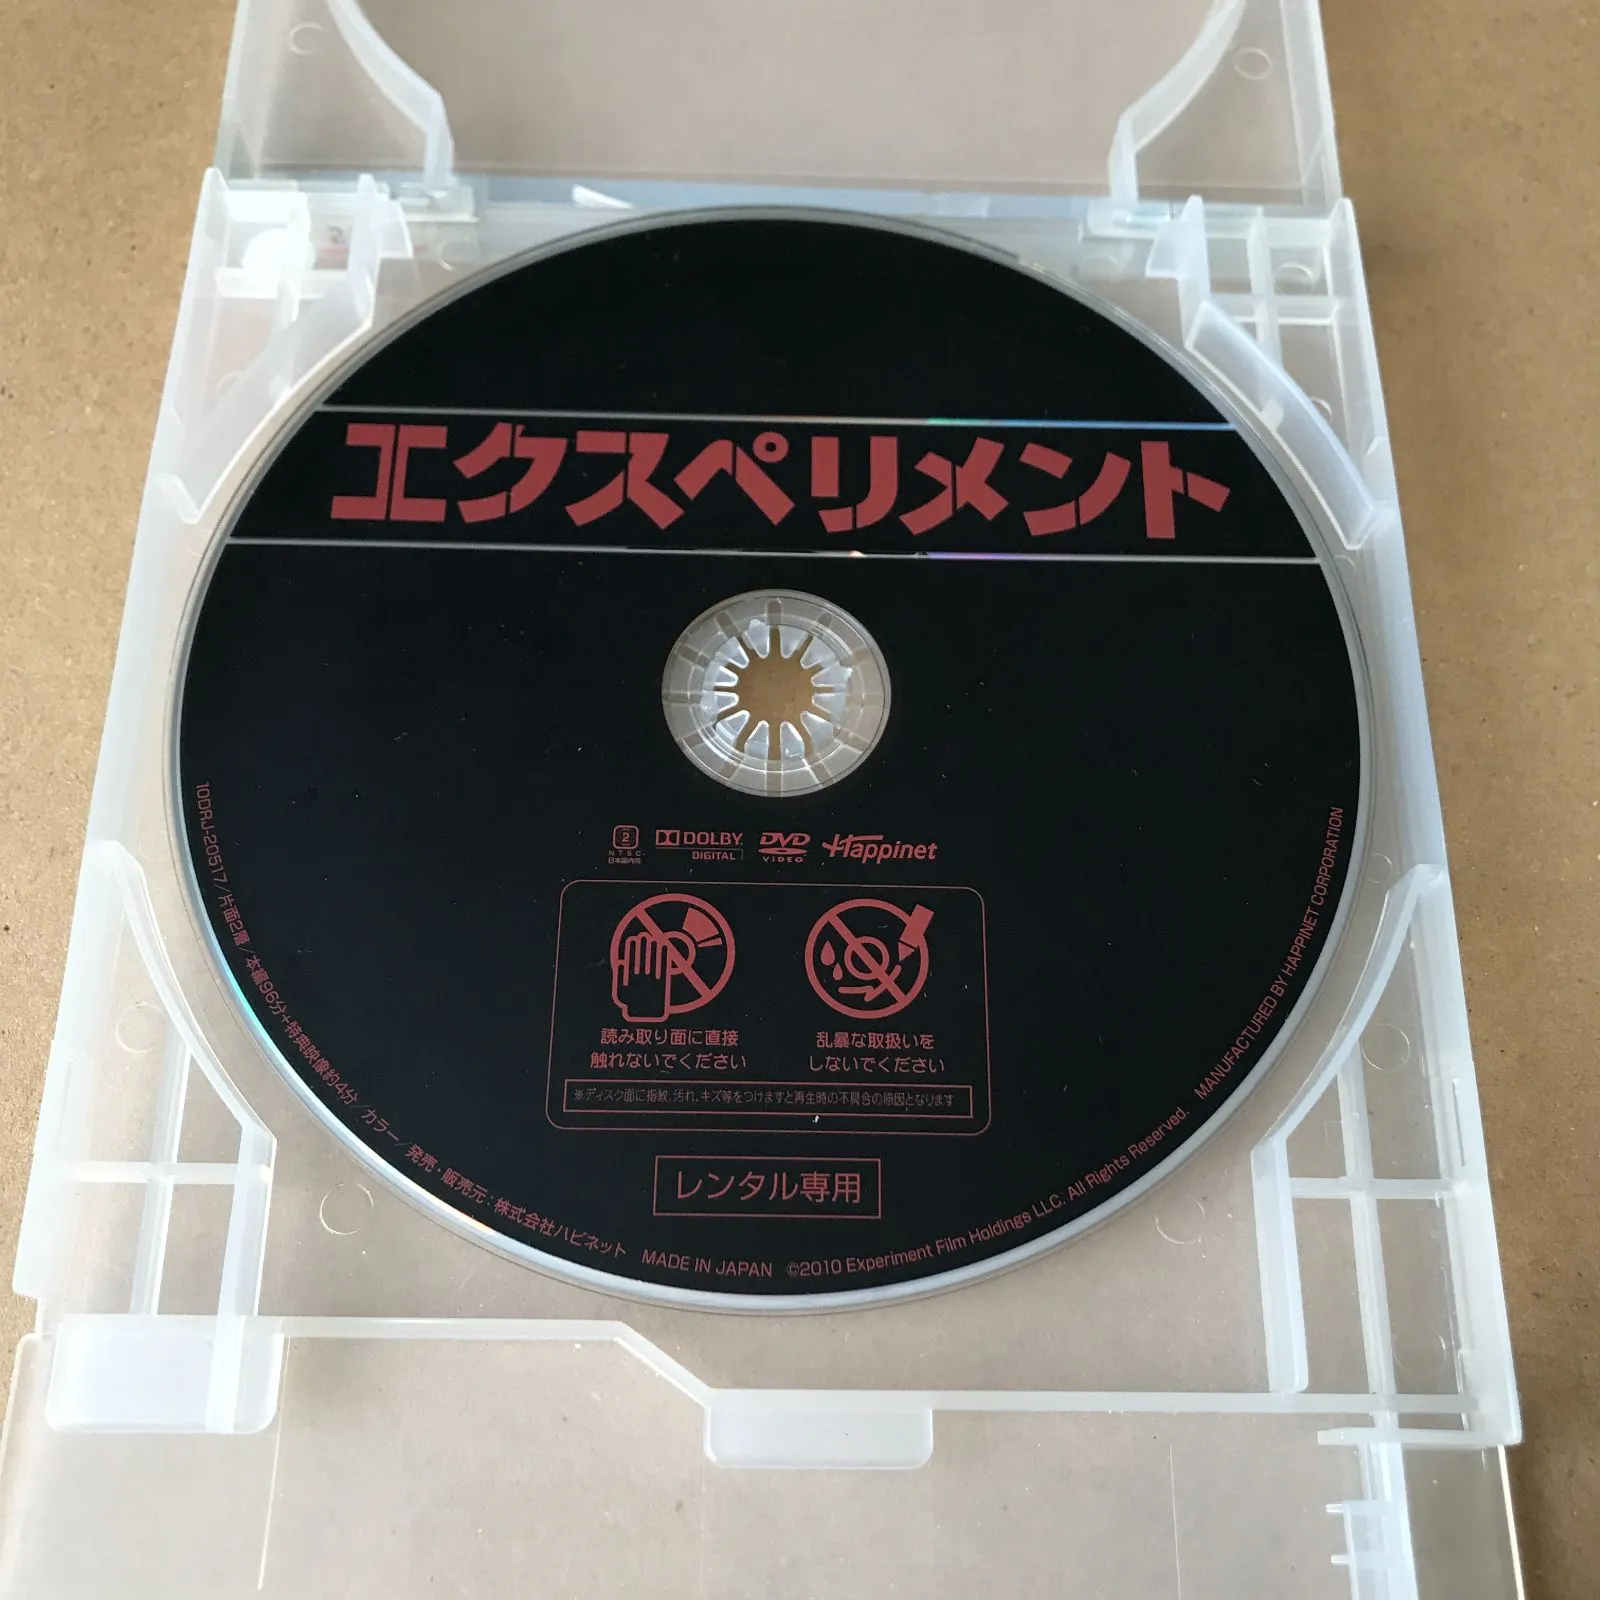 エクスペリメント
2
NTSC
日本国内向
DOLBY
DIGITAL
DVD
VIDEO
Happinet
読み取り面に直接
触れないでください
乱暴な取扱いを
しないでください
※ディスク面に指紋、汚れ、キズ等をつけますと再生時の不具合の原因となります
レンタル専用
10DRJ-20517/片面2層/本編96分+特典映像約4分/カラー/発売・販売元:株式会社ハピネット MADE IN JAPAN ©2010 Experiment Film Holdings LLC. All Rights Reserved. MANUFACTURED BY HAPPINET CORPORATION